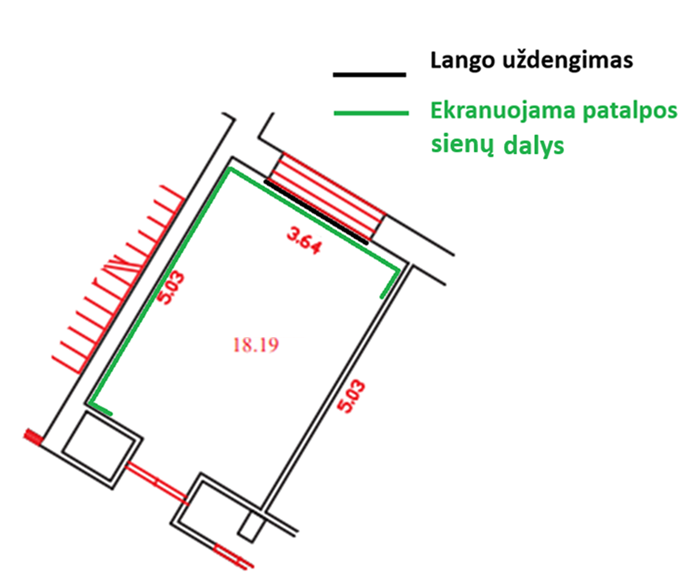 Lango uždengimas
Ekranuojama patalpos
sienų dalys
3.64
5.03
18.19
5.03